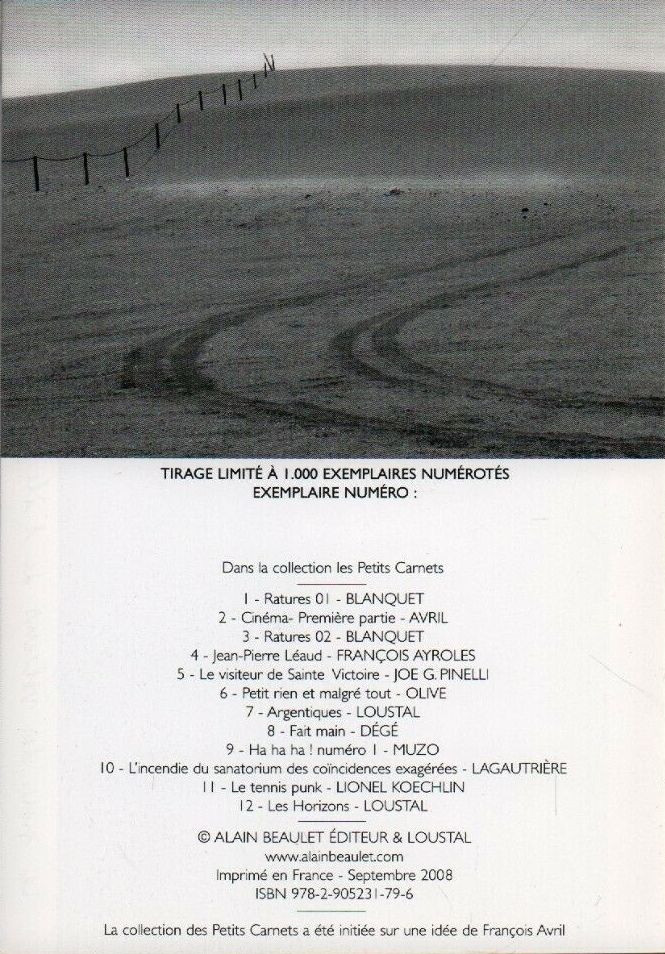 TIRAGE LIMITÉ À 1.000 EXEMPLAIRES NUMÉROTÉS
EXEMPLAIRE NUMÉRO :
Dans la collection les Petits Carnets
1 - Ratures 01 - BLANQUET
2 - Cinéma- Première partie - AVRIL
3 - Ratures 02 - BLANQUET
4 - Jean-Pierre Léaud - FRANÇOIS AYROLES
5 - Le visiteur de Sainte Victoire - JOE G. PINELLI
6 - Petit rien et malgré tout - OLIVE
7 - Argentiques - LOUSTAL
8 - Fait main - DÉGÉ
9 - Ha ha ha ! numéro 1 - MUZO
10 - L'incendie du sanatorium des coïncidences exagérées - LAGAUTRIÈRE
11 - Le tennis punk - LIONEL KOECHLIN
12 - Les Horizons - LOUSTAL
© ALAIN BEAULET ÉDITEUR & LOUSTAL
www.alainbeaulet.com
Imprimé en France - Septembre 2008
ISBN 978-2-905231-79-6
La collection des Petits Carnets a été initiée sur une idée de François Avril